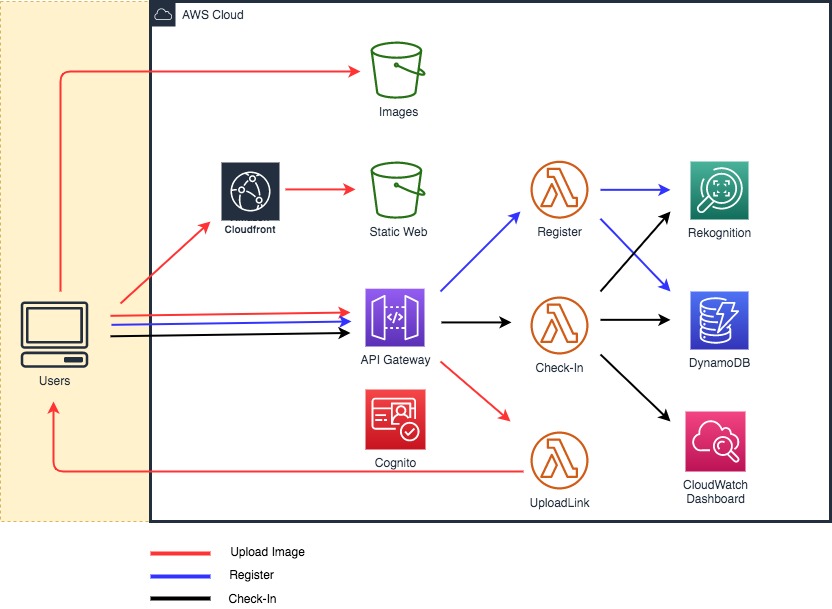 AWS Cloud
Images
Cloudfront
Static Web
Register
Rekognition
Users
API Gateway
Check-In
DynamoDB
Cognito
UploadLink
CloudWatch
Dashboard
Upload Image
Register
Check-In